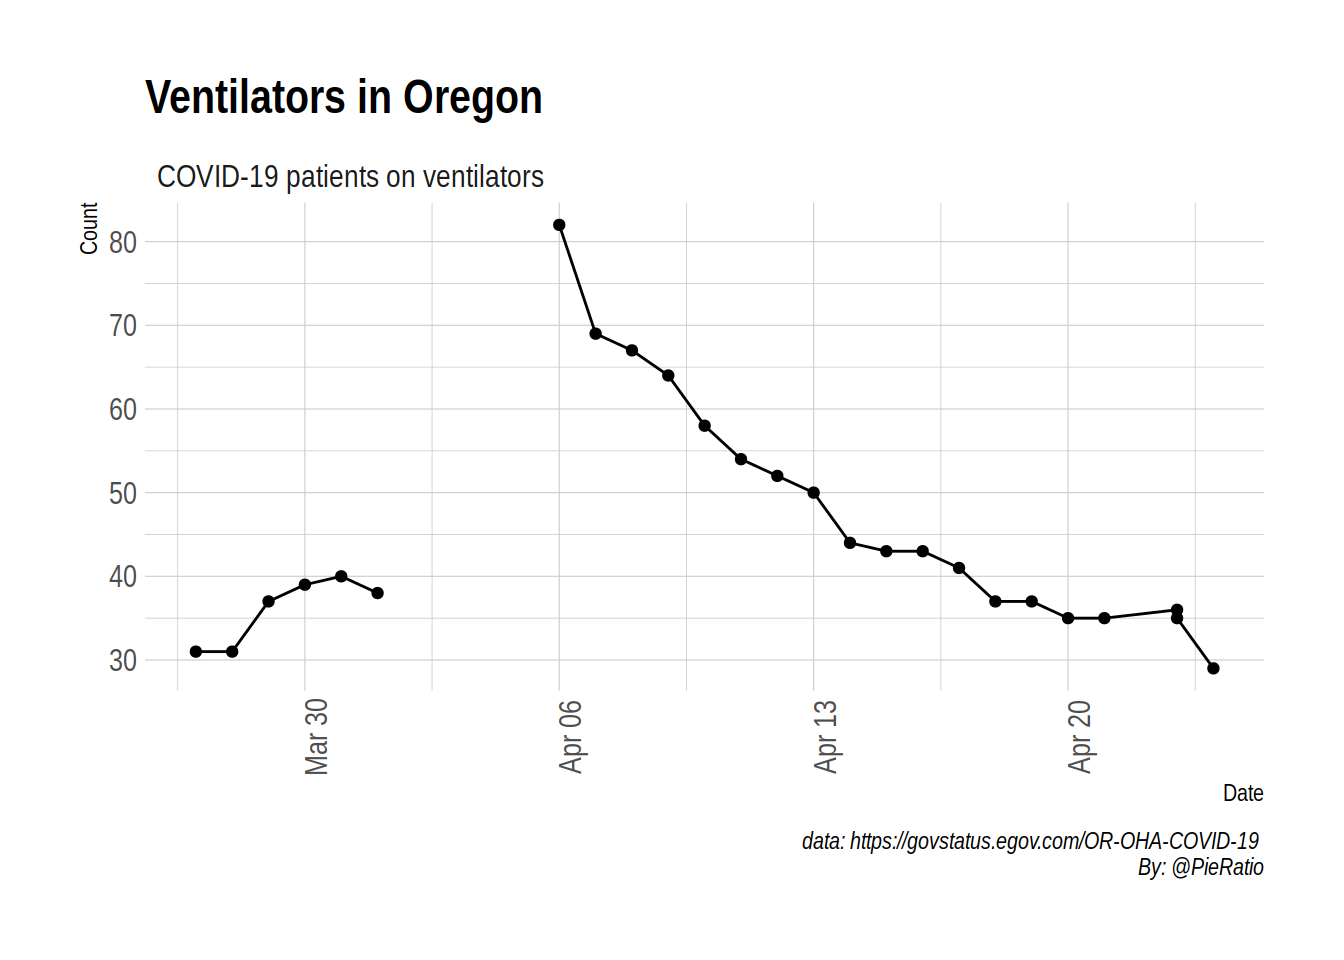 Ventilators in Oregon
COVID-19 patients on ventilators
Count
80
70
60
50
40
30
Mar 30
Apr 06
Apr 13
Apr 20
Date
data: https://govstatus.egov.com/OR-OHA-COVID-19
By: @PieRatio